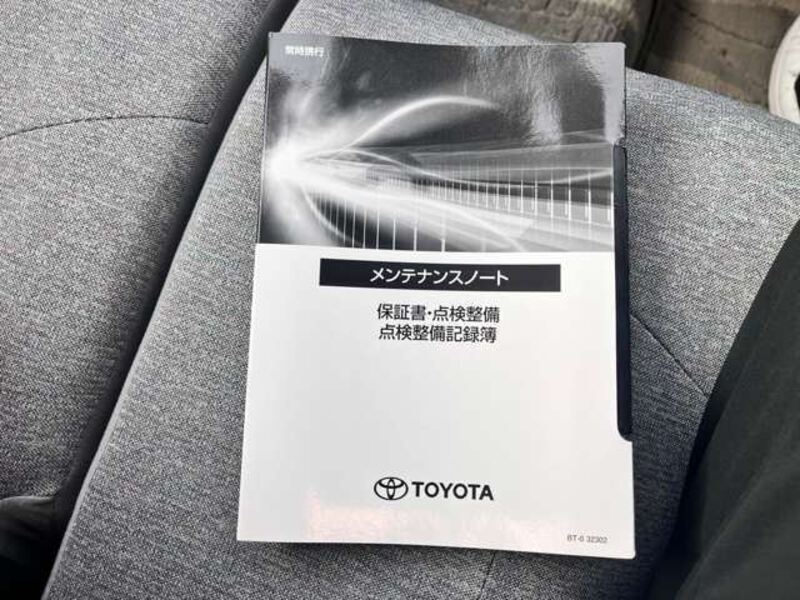 常時携行
メンテナンスノート
保証書・点検整備
点検整備記録簿
TOYOTA
BT-6 32302